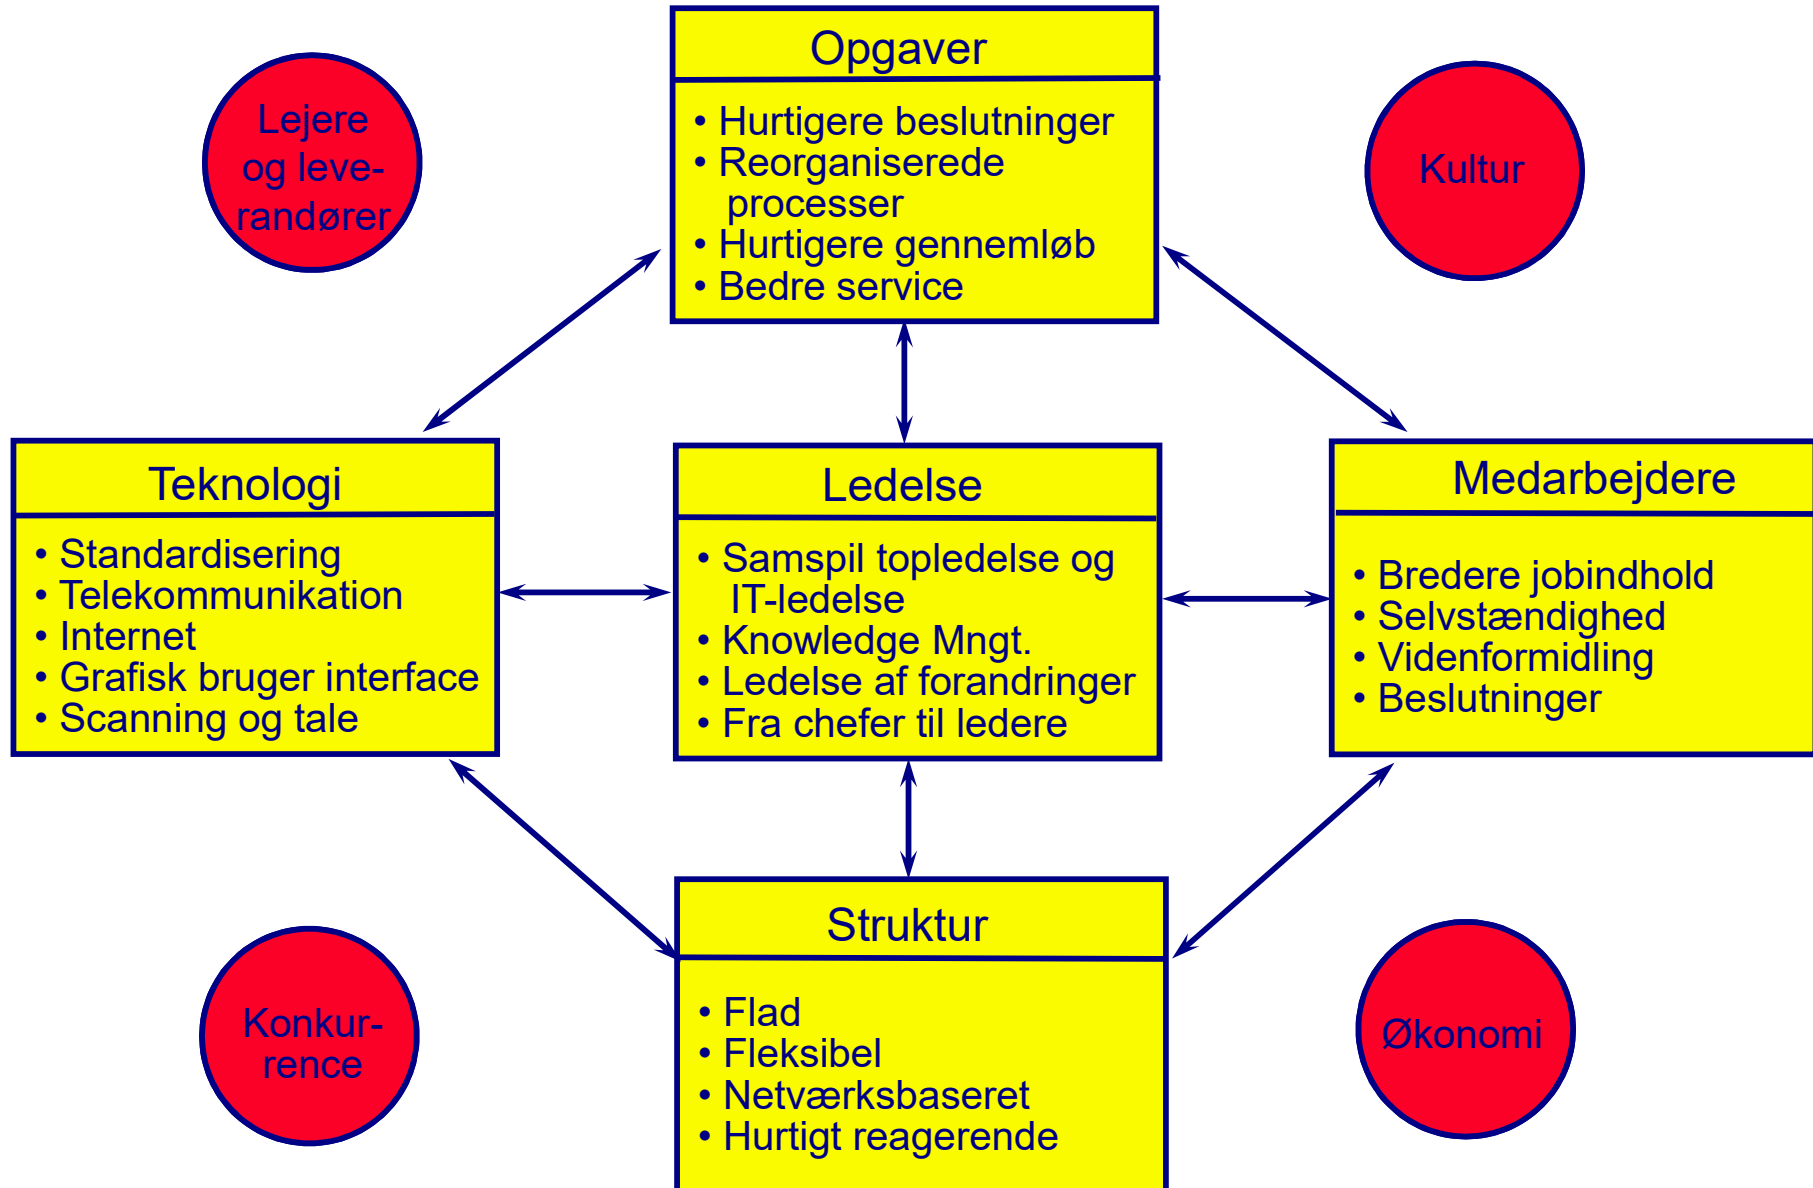 Opgaver
• Hurtigere beslutninger
• Reorganiserede
processer
• Hurtigere gennemløb
• Bedre service
Lejere
og leve-
randører
Kultur
Teknologi
• Standardisering
• Telekommunikation
• Internet
• Grafisk bruger interface
• Scanning og tale
Ledelse
• Samspil topledelse og
IT-ledelse
• Knowledge Mngt.
• Ledelse af forandringer
• Fra chefer til ledere
Medarbejdere
• Bredere jobindhold
• Selvstændighed
• Videnformidling
• Beslutninger
Konkur-
rence
Struktur
• Flad
• Fleksibel
• Netværksbaseret
• Hurtigt reagerende
Økonomi